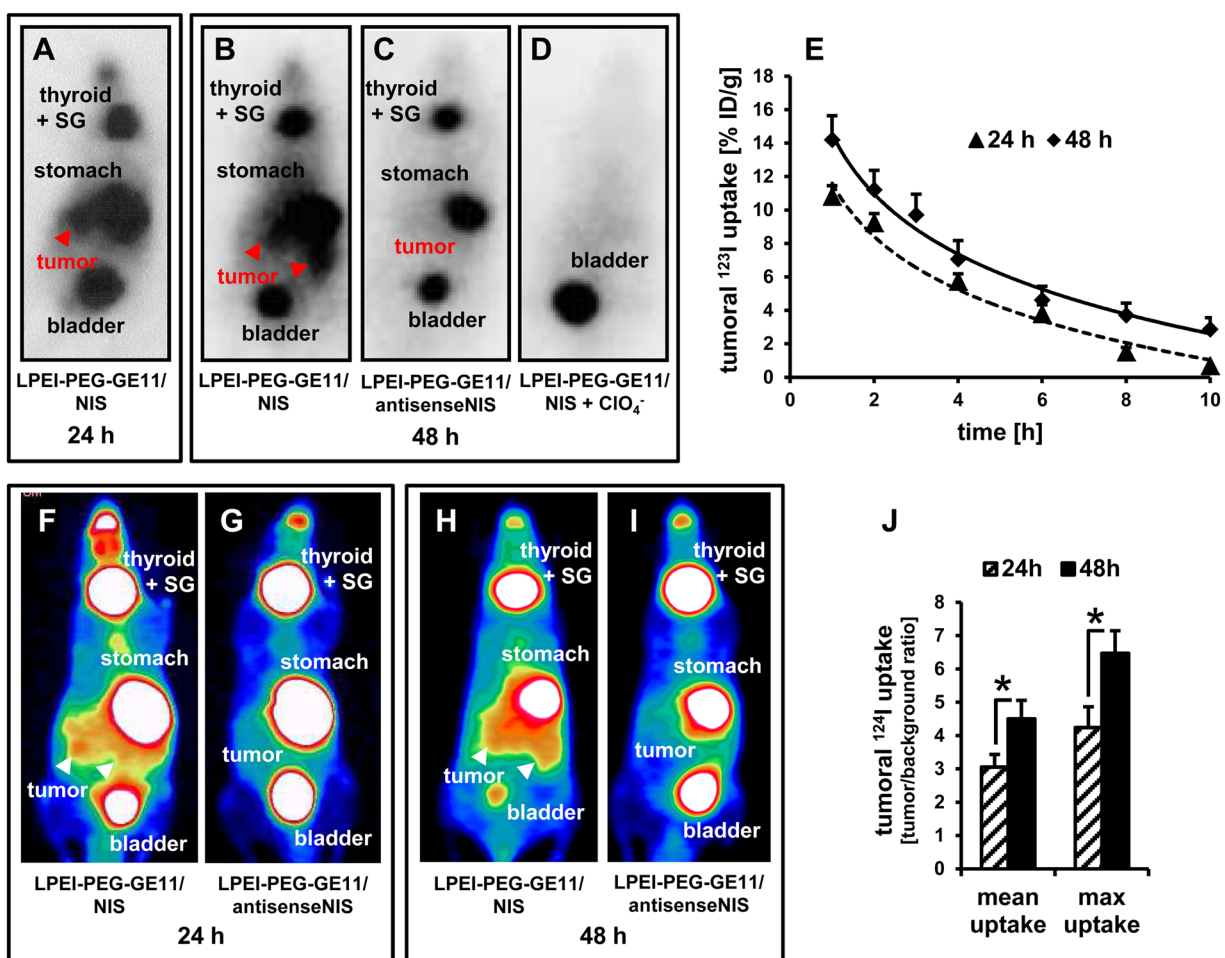 A
thyroid
+ SG
stomach
tumor
bladder
LPEI-PEG-GE11/
NIS
24 h
B
thyroid
+ SG
stomach
tumor
bladder
LPEI-PEG-GE11/
NIS
C
thyroid
+ SG
stomach
tumor
bladder
LPEI-PEG-GE11/
antisenseNIS
D
bladder
LPEI-PEG-GE11/
NIS + ClO₄⁻
48 h
E
tumoral ¹²³I uptake [% ID/g]
18
16
14
12
10
8
6
4
2
0
24 h 48 h
0 2 4 6 8 10
time [h]
F
thyroid
+ SG
stomach
tumor
bladder
LPEI-PEG-GE11/
NIS
G
stomach
tumor
bladder
LPEI-PEG-GE11/
antisenseNIS
24 h
H
thyroid
+ SG
stomach
tumor
bladder
LPEI-PEG-GE11/
NIS
I
thyroid
+ SG
stomach
tumor
bladder
LPEI-PEG-GE11/
antisenseNIS
48 h
J
24h 48h
tumoral ¹²⁴I uptake
[tumor/background ratio]
8
7
6
5
4
3
2
1
0
*
*
mean
uptake
max
uptake